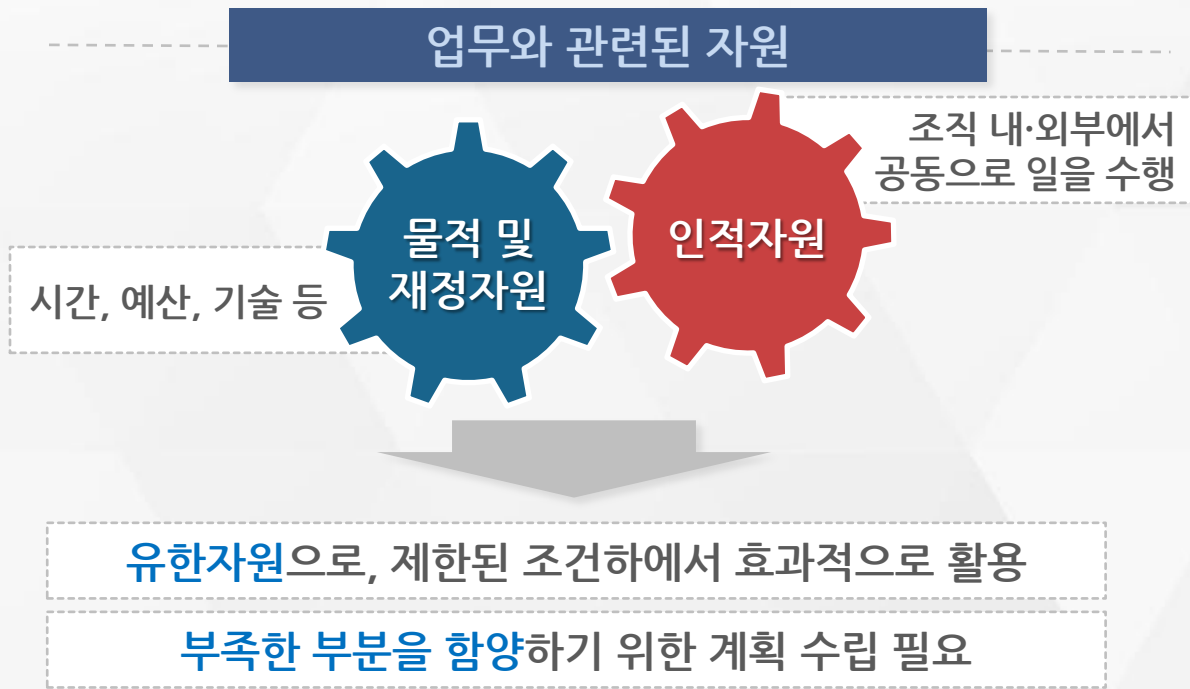 업무와 관련된 자원
조직 내·외부에서
공동으로 일을 수행
물적 및
재정자원
인적자원
시간, 예산, 기술 등
유한자원으로, 제한된 조건하에서 효과적으로 활용
부족한 부분을 함양하기 위한 계획 수립 필요